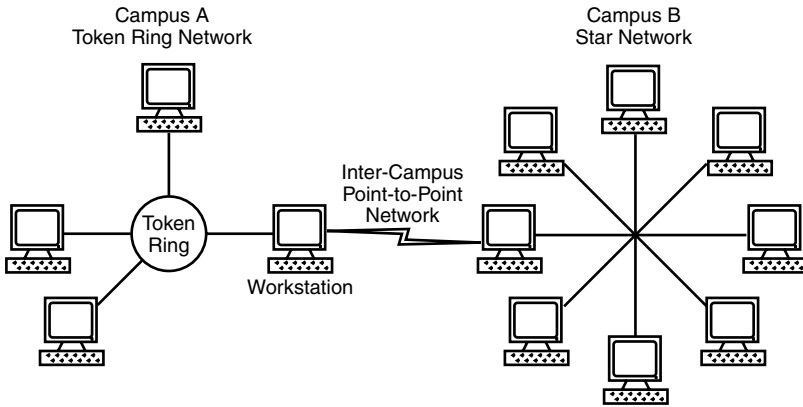 Campus A
Token Ring Network
Campus B
Star Network
Inter-Campus
Point-to-Point
Network
Token
Ring
Workstation